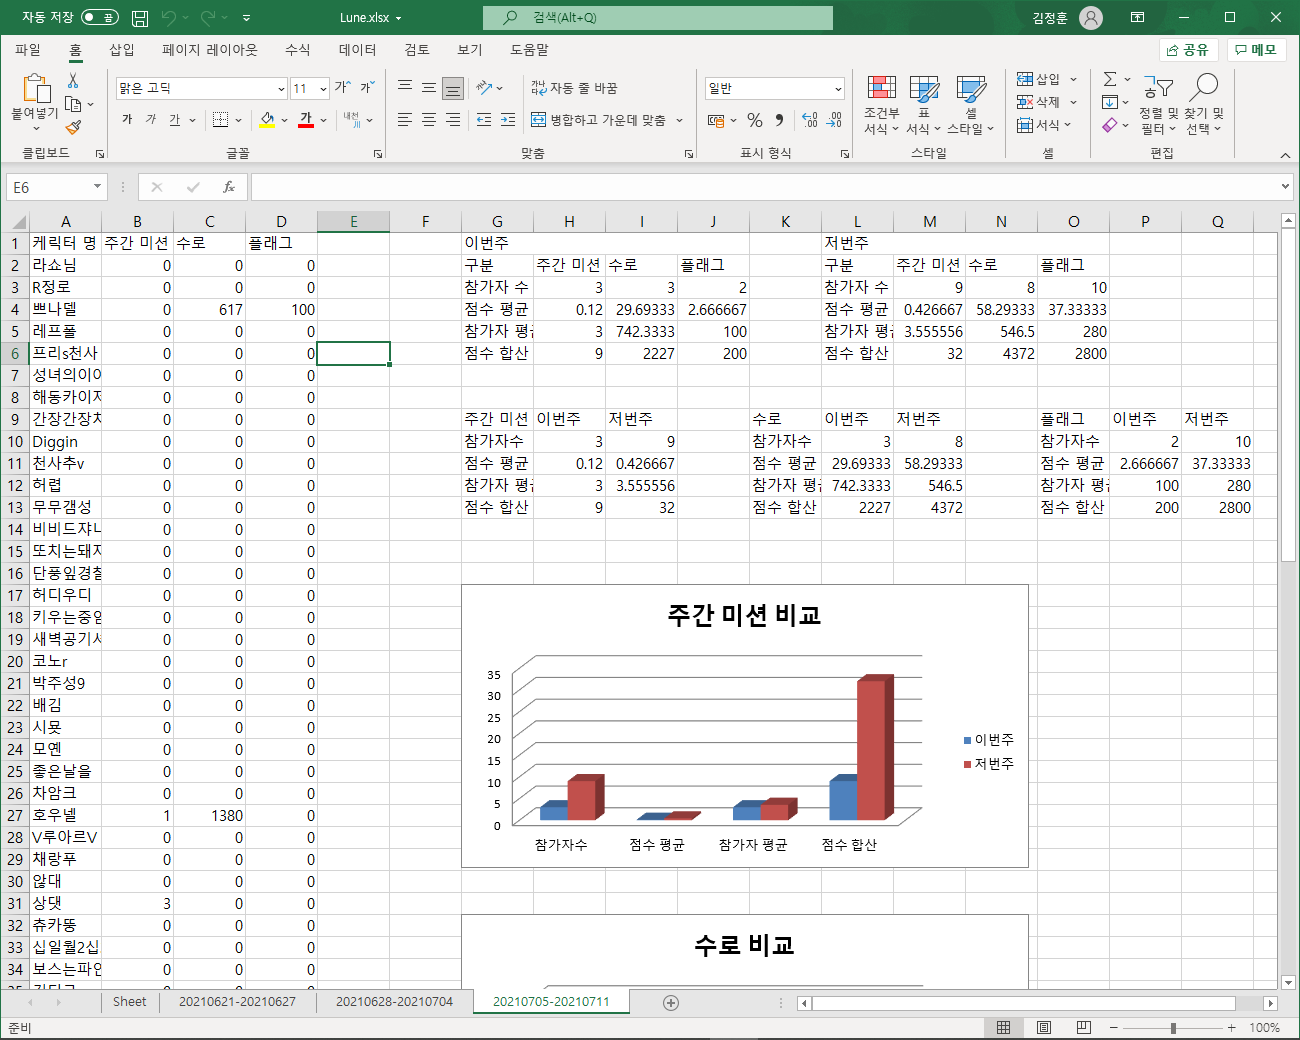 자동 저장 끔 Lune.xlsx 검색(Alt+Q) 김정훈
파일 홈 삽입 페이지 레이아웃 수식 데이터 검토 보기 도움말 공유 메모
붙여넣기 맑은 고딕 11 가 가 가나다 자동 줄 바꿈 일반 조건부 서식 표 서식 셀 스타일 삽입 삭제 서식 정렬 및 필터 찾기 및 선택
가 가 가 가 내천 병합하고 가운데 맞춤 % 9
클립보드 글꼴 맞춤 표시 형식 스타일 셀 편집
E6 fx
A B C D E F G H I J K L M N O P Q
1 케릭터 명 주간 미션 수로 플래그 이번주 저번주
2 라쇼님 0 0 0 구분 주간 미션 수로 플래그 구분 주간 미션 수로 플래그
3 R정로 0 0 0 참가자 수 3 3 2 참가자 수 9 8 10
4 쁘나델 0 617 100 점수 평균 0.12 29.69333 2.666667 점수 평균 0.426667 58.29333 37.33333
5 레프폴 0 0 0 참가자 평균 3 742.3333 100 참가자 평균 3.555556 546.5 280
6 프리s천사 0 0 0 점수 합산 9 2227 200 점수 합산 32 4372 2800
7 성녀의이야 0 0 0
8 해동카이저 0 0 0
9 간장간장치 0 0 0 주간 미션 이번주 저번주 수로 이번주 저번주 플래그 이번주 저번주
10 Diggin 0 0 0 참가자수 3 9 참가자수 3 8 참가자수 2 10
11 천사추v 0 0 0 점수 평균 0.12 0.426667 점수 평균 29.69333 58.29333 점수 평균 2.666667 37.33333
12 허렵 0 0 0 참가자 평균 3 3.555556 참가자 평균 742.3333 546.5 참가자 평균 100 280
13 무무갬성 0 0 0 점수 합산 9 32 점수 합산 2227 4372 점수 합산 200 2800
14 비비드쟈니 0 0 0
15 또치는돼지 0 0 0
16 단풍잎경찰 0 0 0
17 허디우디 0 0 0
18 키우는중임 0 0 0
19 새벽공기 0 0 0
20 코노r 0 0 0
21 박주성9 0 0 0
22 배김 0 0 0
23 시묫 0 0 0
24 모옌 0 0 0
25 좋은날을 0 0 0
26 차암크 0 0 0
27 호우넬 1 1380 0
28 V루아르V 0 0 0
29 채랑푸 0 0 0
30 않대 0 0 0
31 상댓 3 0 0
32 츄카뚱 0 0 0
33 십일월2십 0 0 0
34 보스는파인 0 0 0
주간 미션 비교
35
30
25
20
15
10
5
0
참가자수 점수 평균 참가자 평균 점수 합산
이번주
저번주
수로 비교
Sheet 20210621-20210627 20210628-20210704 20210705-20210711
준비 100%